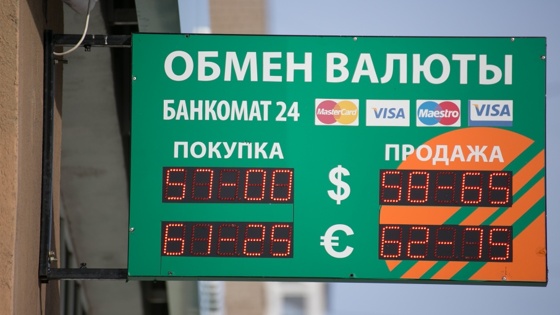 ОБМЕН ВАЛЮТЫ
БАНКОМАТ 24 MasterCard VISA Maestro VISA
ПОКУПКА ПРОДАЖА
57-00 $ 58-65
61-25 € 62-75